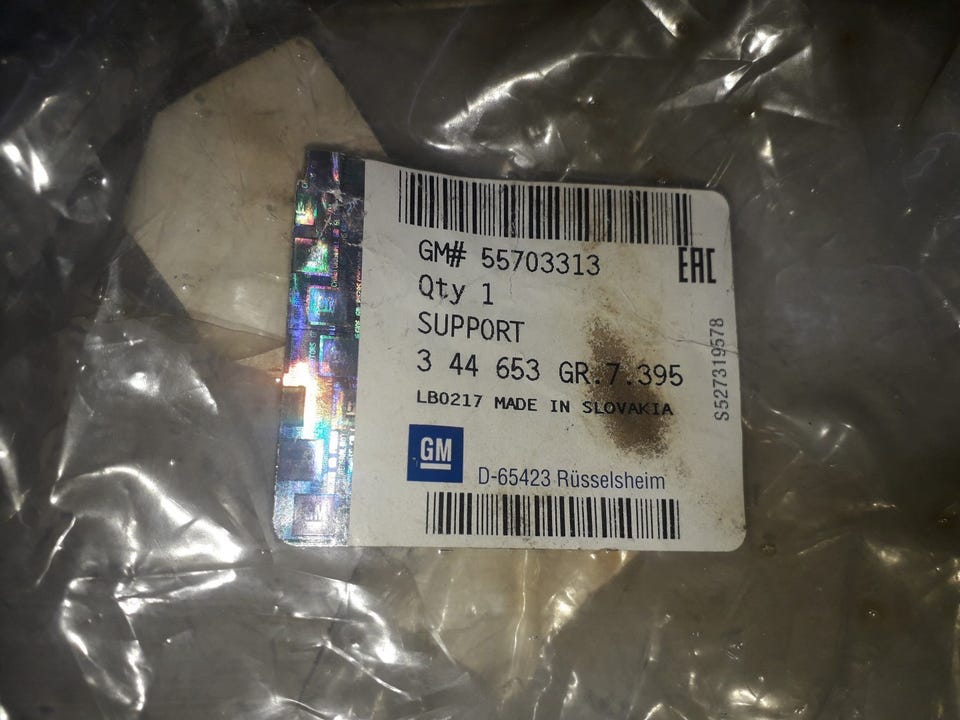 GM# 55703313
EAC
Qty 1
SUPPORT
3 44 653 GR.7.395
LB0217 MADE IN SLOVAKIA
S527319578
GM
D-65423 Rüsselsheim